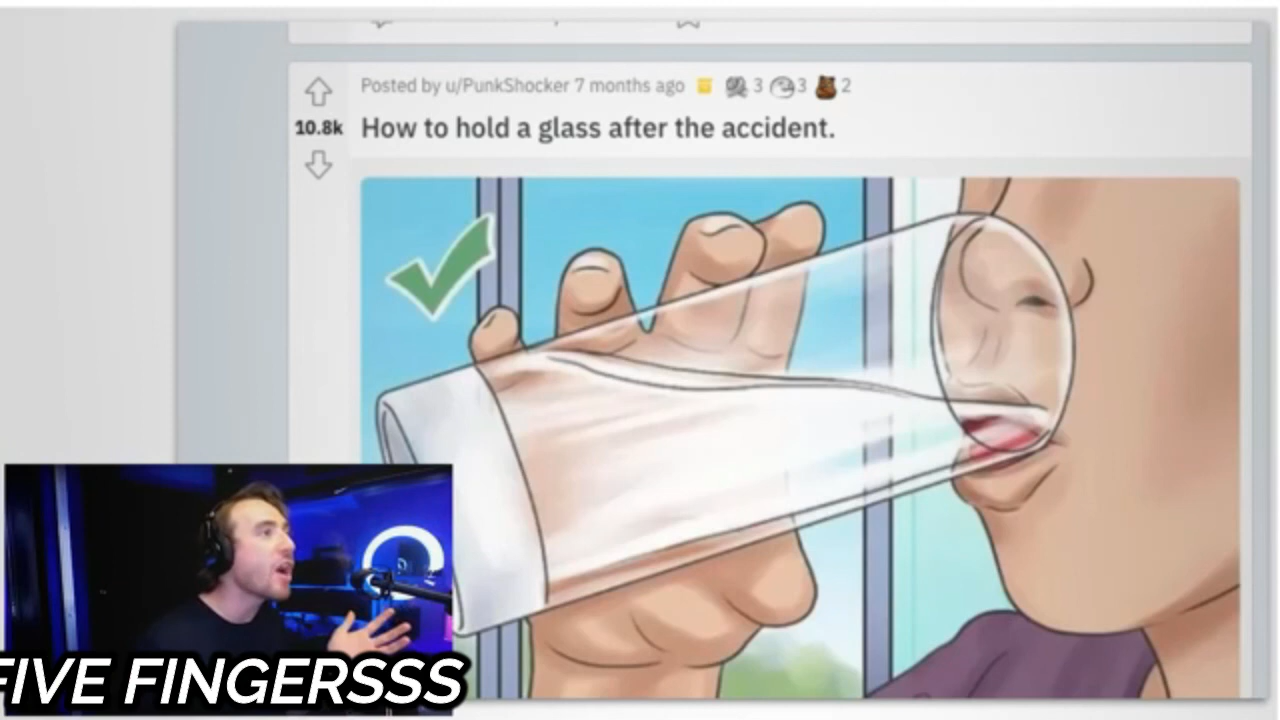 Posted by u/PunkShocker 7 months ago 3 3 2
10.8k
How to hold a glass after the accident.
FIVE FINGERSSS